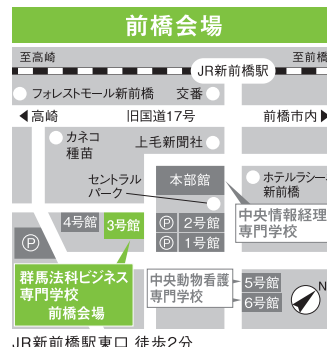 前橋会場
至高崎 至前橋
JR新前橋駅
フォレストモール新前橋 交番
◀高崎 旧国道17号 前橋市内▶
カネコ
種苗
上毛新聞社
セントラル
パーク
本部館
ホテルラシーネ
新前橋
4号館 3号館 Ⓟ 2号館
Ⓟ 1号館
Ⓟ
中央情報経理
専門学校
群馬法科ビジネス
専門学校
前橋会場
中央動物看護
専門学校
5号館
6号館
N
JR新前橋駅東口 徒歩2分